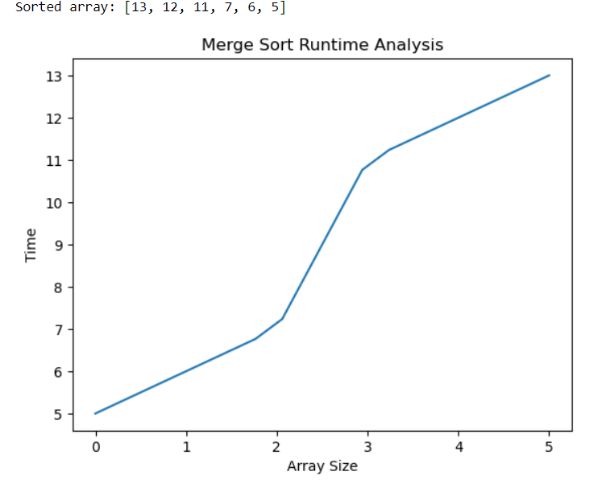 Sorted array: [13, 12, 11, 7, 6, 5]
Merge Sort Runtime Analysis
13
12
11
10
9
8
7
6
5
Time
0 1 2 3 4 5
Array Size